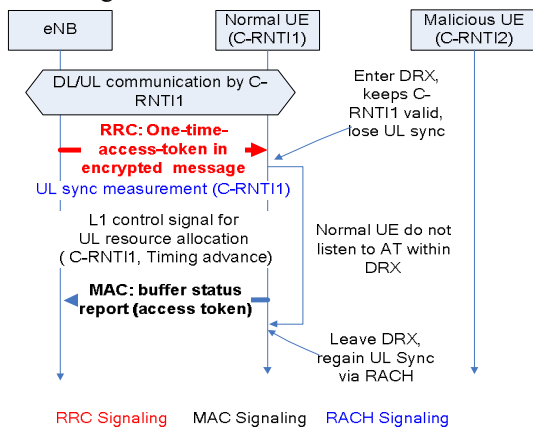 eNB
Normal UE
(C-RNTI1)
Malicious UE
(C-RNTI2)
DL/UL communication by C-
RNTI1
Enter DRX,
keeps C-
RNTI1 valid,
lose UL sync
RRC: One-time-
access-token in
encrypted message
UL sync measurement (C-RNTI1)
L1 control signal for
UL resource allocation
( C-RNTI1, Timing advance)
Normal UE do not
listen to AT within
DRX
MAC: buffer status
report (access token)
Leave DRX,
regain UL Sync
via RACH
RRC Signaling
MAC Signaling
RACH Signaling